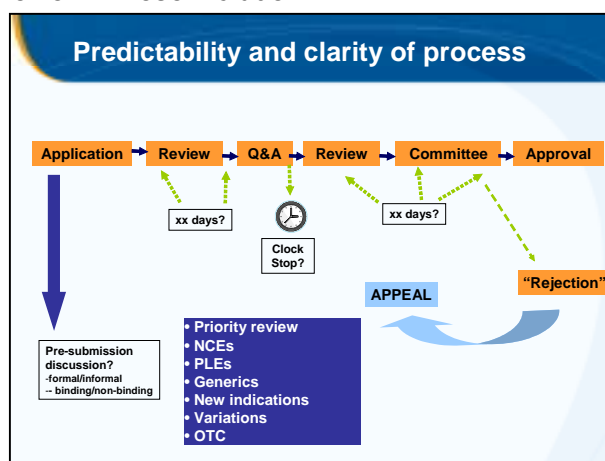 Predictability and clarity of process
Application
Review
Q&A
Review
Committee
Approval
xx days?
xx days?
Clock
Stop?
"Rejection"
APPEAL
Pre-submission
discussion?
-formal/informal
-- binding/non-binding
• Priority review
• NCEs
• PLEs
• Generics
• New indications
• Variations
• OTC